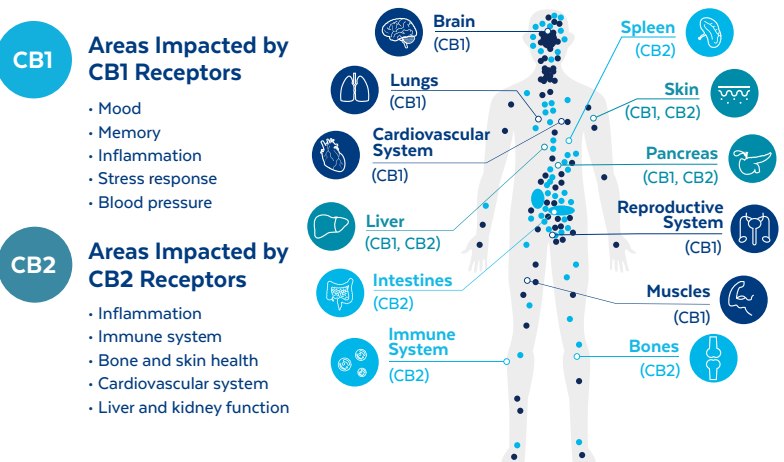 CB1
Areas Impacted by
CB1 Receptors
· Mood
· Memory
· Inflammation
· Stress response
· Blood pressure
CB2
Areas Impacted by
CB2 Receptors
· Inflammation
· Immune system
· Bone and skin health
· Cardiovascular system
· Liver and kidney function
Brain
(CB1)
Lungs
(CB1)
Cardiovascular
System
(CB1)
Liver
(CB1, CB2)
Intestines
(CB2)
Immune
System
(CB2)
Spleen
(CB2)
Skin
(CB1, CB2)
Pancreas
(CB1, CB2)
Reproductive
System
(CB1)
Muscles
(CB1)
Bones
(CB2)